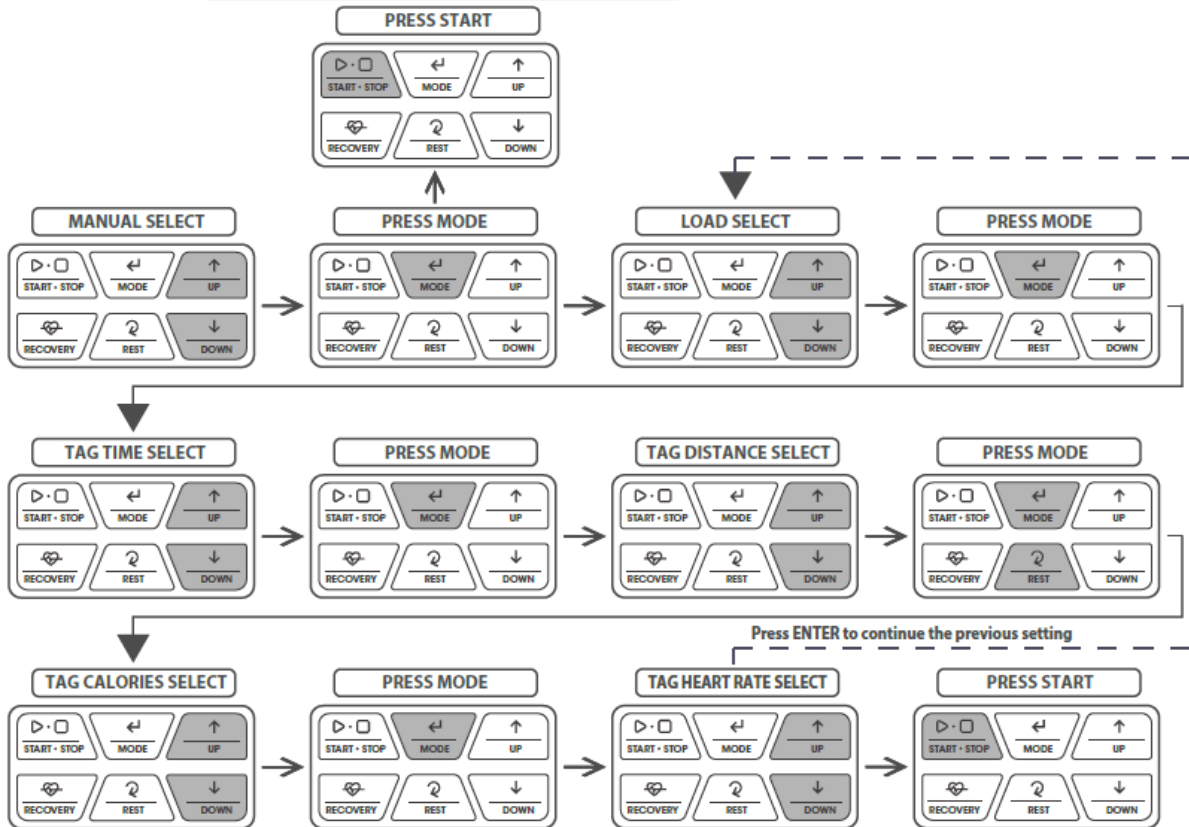 PRESS START
START • STOP MODE UP
RECOVERY REST DOWN
MANUAL SELECT PRESS MODE LOAD SELECT PRESS MODE
START • STOP MODE UP START • STOP MODE UP START • STOP MODE UP START • STOP MODE UP
RECOVERY REST DOWN RECOVERY REST DOWN RECOVERY REST DOWN RECOVERY REST DOWN
TAG TIME SELECT PRESS MODE TAG DISTANCE SELECT PRESS MODE
START • STOP MODE UP START • STOP MODE UP START • STOP MODE UP START • STOP MODE UP
RECOVERY REST DOWN RECOVERY REST DOWN RECOVERY REST DOWN RECOVERY REST DOWN
Press ENTER to continue the previous setting
TAG CALORIES SELECT PRESS MODE TAG HEART RATE SELECT PRESS START
START • STOP MODE UP START • STOP MODE UP START • STOP MODE UP START • STOP MODE UP
RECOVERY REST DOWN RECOVERY REST DOWN RECOVERY REST DOWN RECOVERY REST DOWN